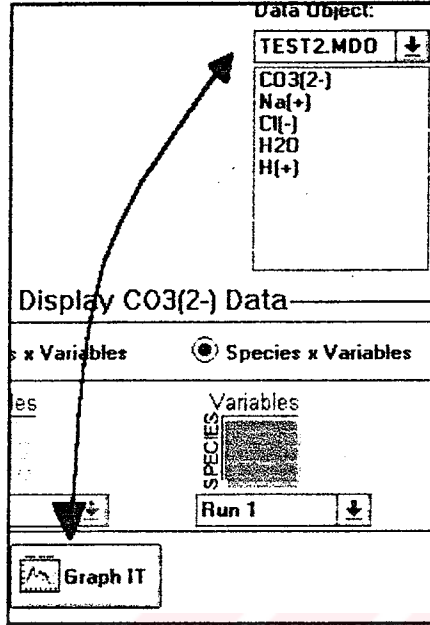 Data Object:
TEST2.MDO
CO3(2-)
Na(+)
Cl(-)
H2O
H(+)
Display CO3(2-) Data
s x Variables
Species x Variables
les
Variables
SPECIES
Run 1
Graph IT